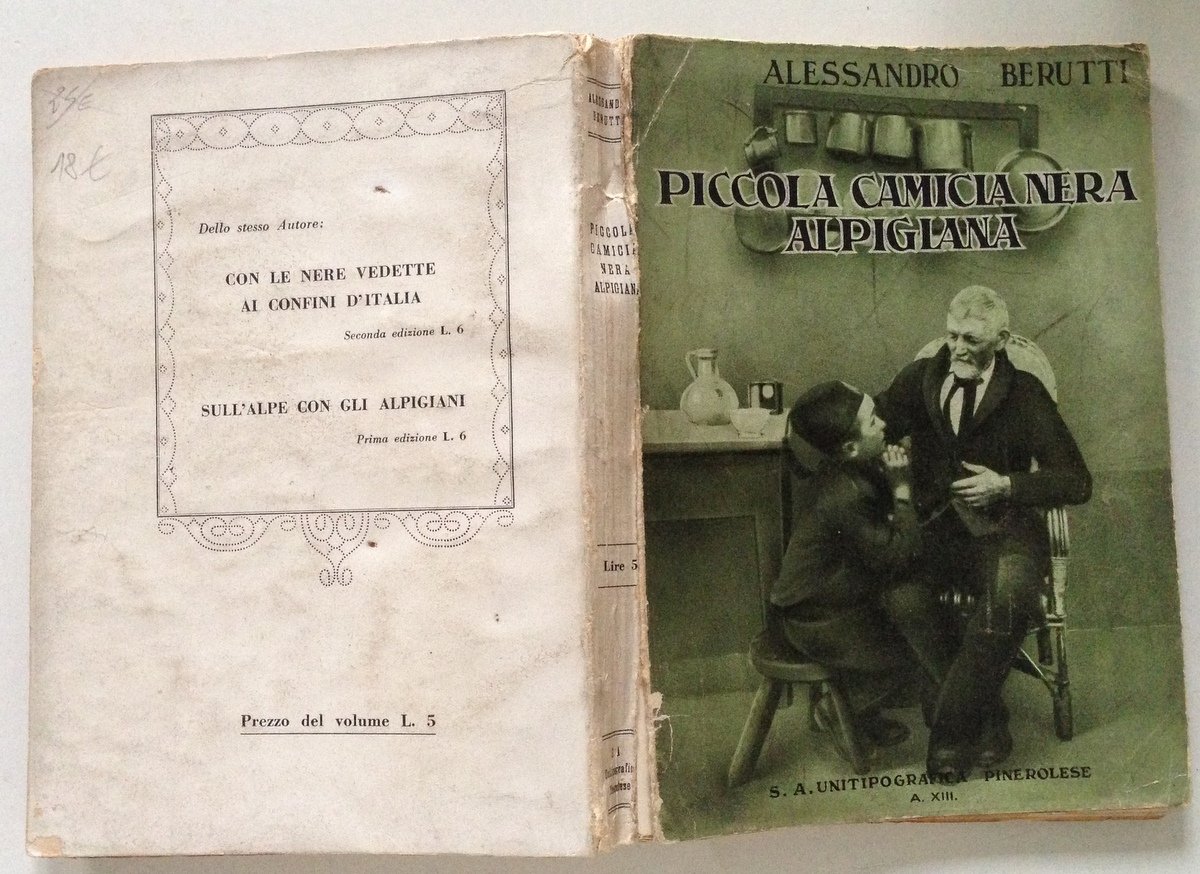 25€
18 €
Dello stesso Autore:
CON LE NERE VEDETTE
AI CONFINI D'ITALIA
Seconda edizione L. 6
SULL'ALPE CON GLI ALPIGIANI
Prima edizione L. 6
Prezzo del volume L. 5
ALESSANDRO
BERUTTI
PICCOLA
CAMICIA
NERA
ALPIGIANA
Lire 5
ALESSANDRO BERUTTI
PICCOLA CAMICIA NERA
ALPIGIANA
S. A. UNITIPOGRAFICA PINEROLESE
A. XIII.